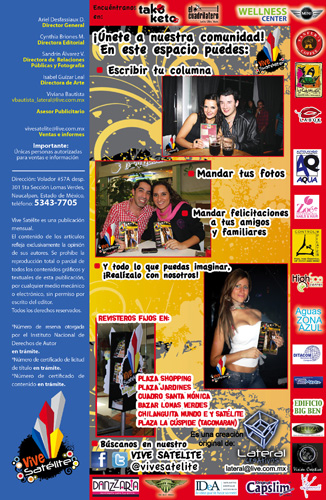 Ariel Desfassiaux D.
Director General
Cynthia Briones M.
Directora Editorial
Sandrin Álvarez V.
Directora de Relaciones
Públicas y Fotografía
Isabel Guízar Leal
Directora de Arte
Viviana Bautista
vbautista_lateral@live.com.mx
Asesor Publicitario
vivesatelite@live.com.mx
Ventas e informes
Importante:
Únicas personas autorizadas
para ventas e información
Dirección: Volador #37A desp.
301 5ta Sección Lomas Verdes,
Naucalpan, Estado de México.
teléfono: 5343-7705
Vive Satélite es una publicación
mensual.
El contenido de los artículos
refleja exclusivamente la opinión
de sus autores. Se prohíbe la
reproducción total o parcial de
todos los contenidos gráficos y
textuales de esta publicación,
por cualquier medio mecánico
o electrónico, sin permiso por
escrito del editor.
Todos los derechos reservados.
*Número de reserva otorgado
por el Instituto Nacional de
Derechos de Autor
en trámite.
*Número de certificado de licitud
de título en trámite.
*Número de certificado de
contenido en trámite.
VIVE
Satélite
Encuéntranos
en:
tako
keto
el cuadrilátero
WELLNESS
CENTER
MINI
¡Únete a nuestra comunidad!
En este espacio puedes:
Escribir tu columna
Mandar tus fotos
Mandar felicitaciones
a tus amigos
y familiares
Y todo lo que puedas imaginar,
¡Realízalo con nosotros!
REVISTEROS FIJOS EN:
PLAZA SHOPPING
PLAZA JARDINES
CUADRO SANTA MÓNICA
BAZAR LOMAS VERDES
CHILANGUITA MUNDO E Y SATÉLITE
PLAZA LA CÚSPIDE (TACOMARAN)
Búscanos en nuestro
VIVE SATELITE
@vivesatelite
Es una creación
original de:
Lateral
lateral@live.com.mx
AQUA
High
Aguas
ZONA
AZUL
EDIFICIO
BIG BEN
DANZARIA
IDEA
Capslim